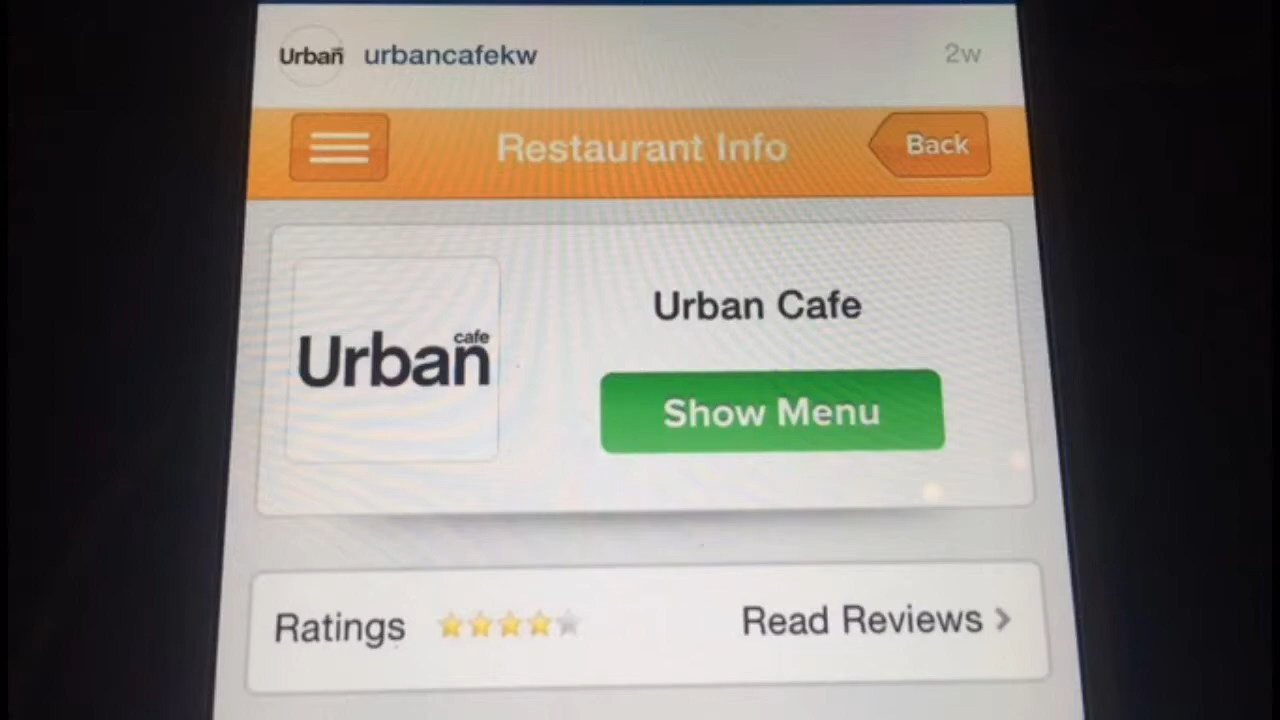 Urban
urbancafekw
2w
Restaurant Info
Back
cafe
Urban
Urban Cafe
Show Menu
Ratings
Read Reviews >